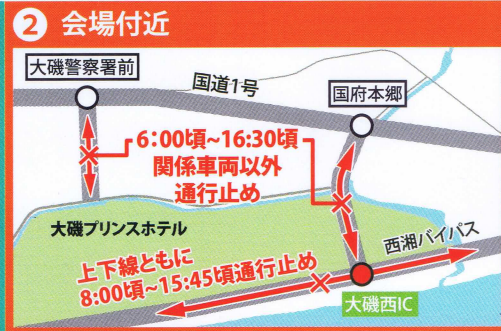 2 会場付近
大磯警察署前
国道1号
国府本郷
6:00頃~16:30頃
関係車両以外
通行止め
大磯プリンスホテル
西湘バイパス
上下線ともに
8:00頃~15:45頃通行止め
大磯西IC